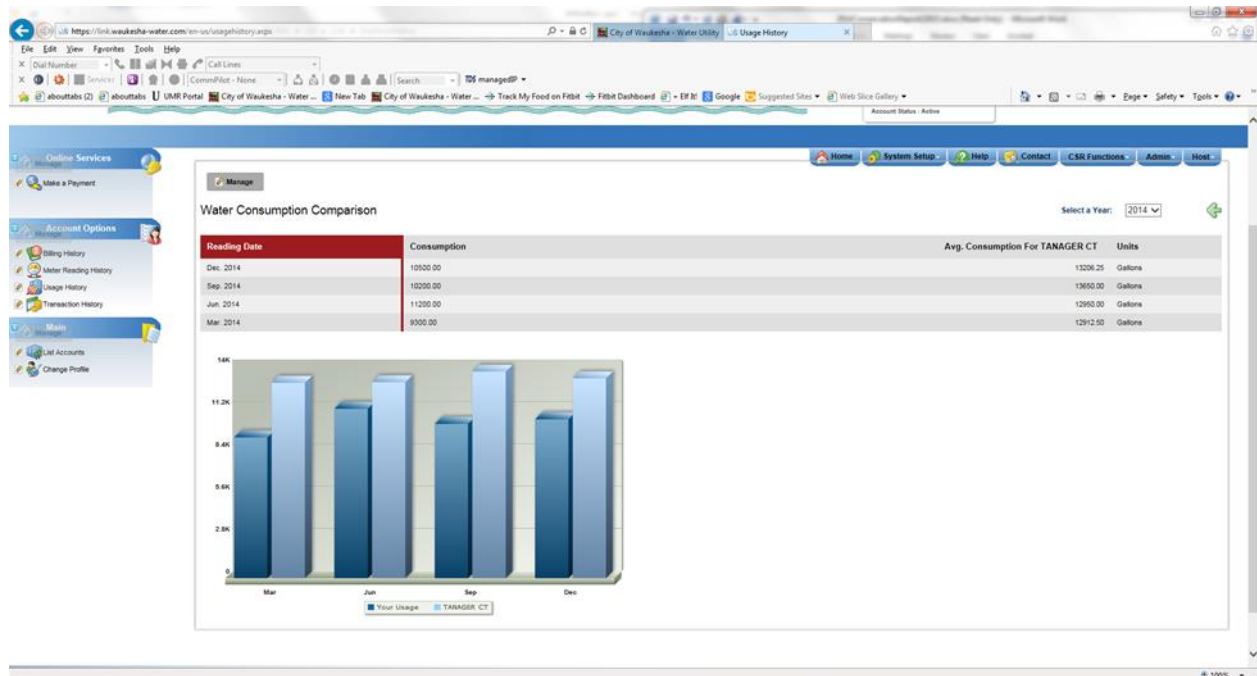 https://link.waukesha-water.com/en-us/usagehistory.aspx
City of Waukesha - Water Utility
Usage History
File Edit View Favorites Tools Help
Dial Number
Call Lines
Services
CommPilot - None
Search
TDS managedIP
abouttabs (2)
abouttabs
UMR Portal
City of Waukesha - Water ...
New Tab
City of Waukesha - Water ...
Track My Food on Fitbit
Fitbit Dashboard
Google
Suggested Sites
Web Slice Gallery
Page
Safety
Tools
Account Status : Active
Home
System Setup
Help
Contact
CSR Functions
Admin
Host
Online Services
Manage
Make a Payment
Account Options
Manage
Billing History
Meter Reading History
Usage History
Transaction History
Main
Manage
List Accounts
Change Profile
Manage
Water Consumption Comparison
Select a Year: 2014
Reading Date Consumption Avg. Consumption For TANAGER CT Units
Dec. 2014 10500.00 13206.25 Gallons
Sep. 2014 10200.00 13650.00 Gallons
Jun. 2014 11200.00 12950.00 Gallons
Mar. 2014 9300.00 12912.50 Gallons
14K
11.2K
8.4K
5.6K
2.8K
0
Mar Jun Sep Dec
Your Usage TANAGER CT
100%